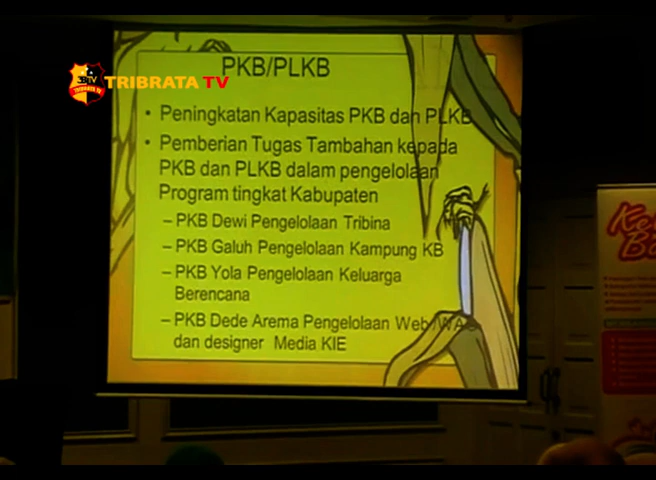 PKB/PLKB
TRIBRATA TV
• Peningkatan Kapasitas PKB dan PLKB
• Pemberian Tugas Tambahan kepada
PKB dan PLKB dalam pengelolaan
Program tingkat Kabupaten
– PKB Dewi Pengelolaan Tribina
– PKB Galuh Pengelolaan Kampung KB
– PKB Yola Pengelolaan Keluarga
Berencana
– PKB Dede Arema Pengelolaan Web/WAG
dan designer Media KIE